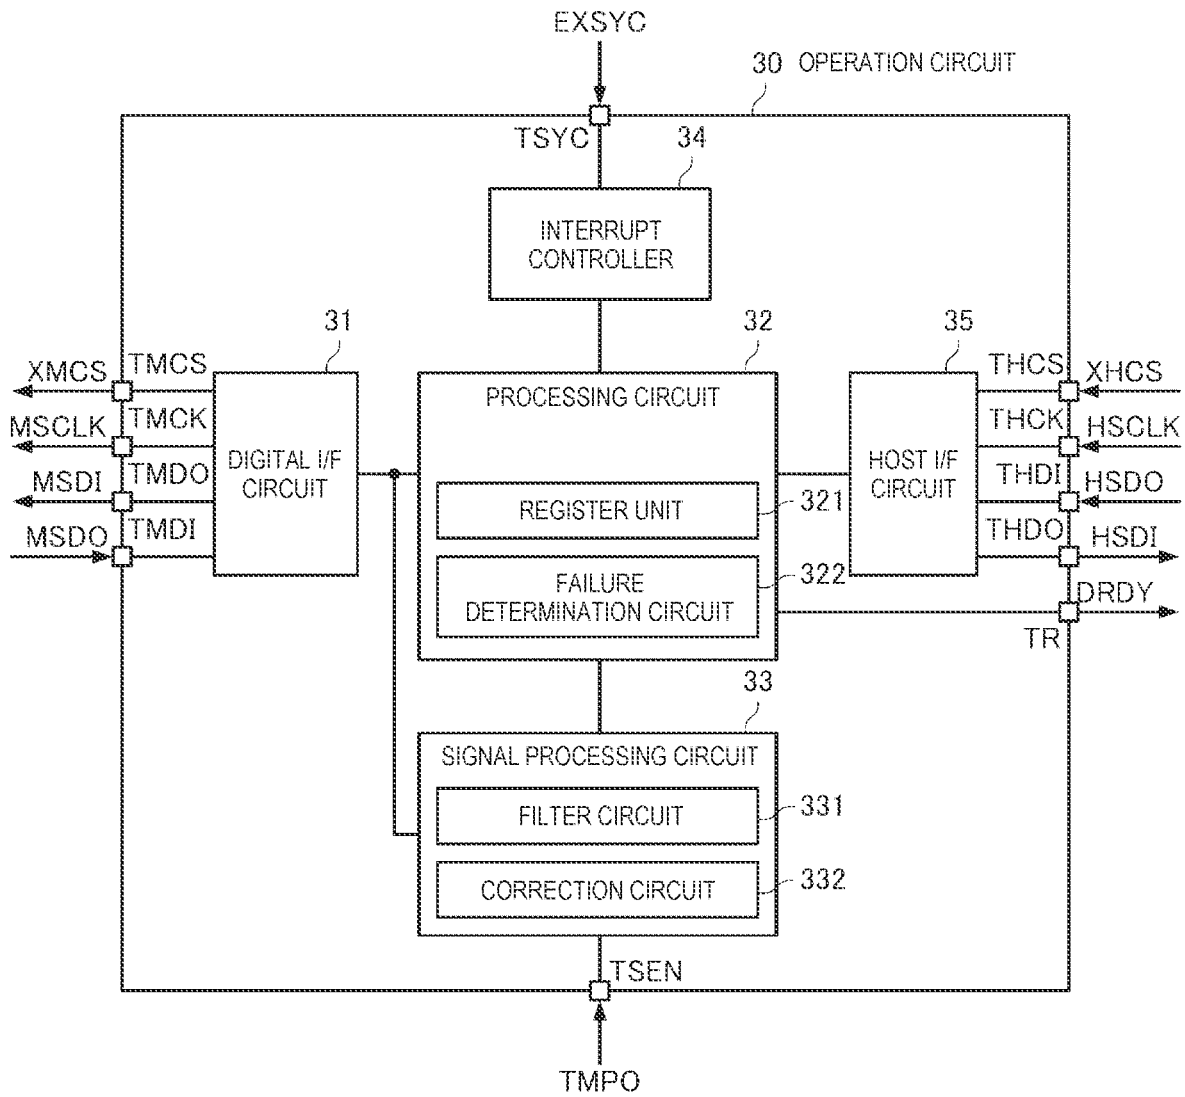 EXSYC
30 OPERATION CIRCUIT
TSYC
34
INTERRUPT
CONTROLLER
31
32
35
XMCS
TMCS
MSCLK
TMCK
MSDI
TMDO
MSDO
TMDI
DIGITAL I/F
CIRCUIT
PROCESSING CIRCUIT
REGISTER UNIT
321
FAILURE
DETERMINATION CIRCUIT
322
HOST I/F
CIRCUIT
THCS
XHCS
THCK
HSCLK
THDI
HSDO
THDO
HSDI
DRDY
TR
33
SIGNAL PROCESSING CIRCUIT
FILTER CIRCUIT
331
CORRECTION CIRCUIT
332
TSEN
TMPO